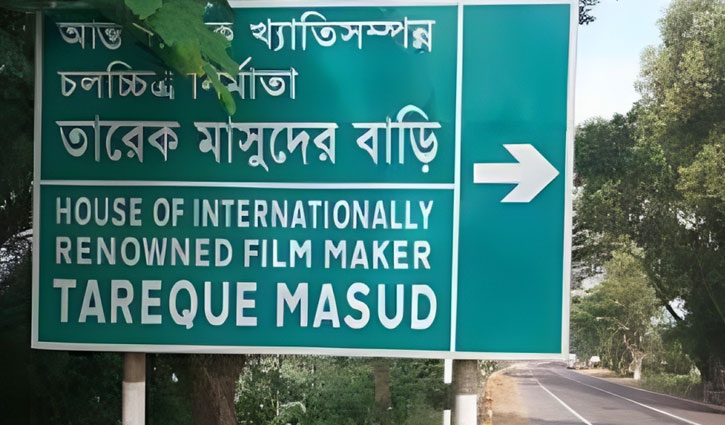 খ্যাতিসম্পন্ন
চলচ্চিত্র নির্মাতা
তারেক মাসুদের বাড়ি
HOUSE OF INTERNATIONALLY
RENOWNED FILM MAKER
TAREQUE MASUD